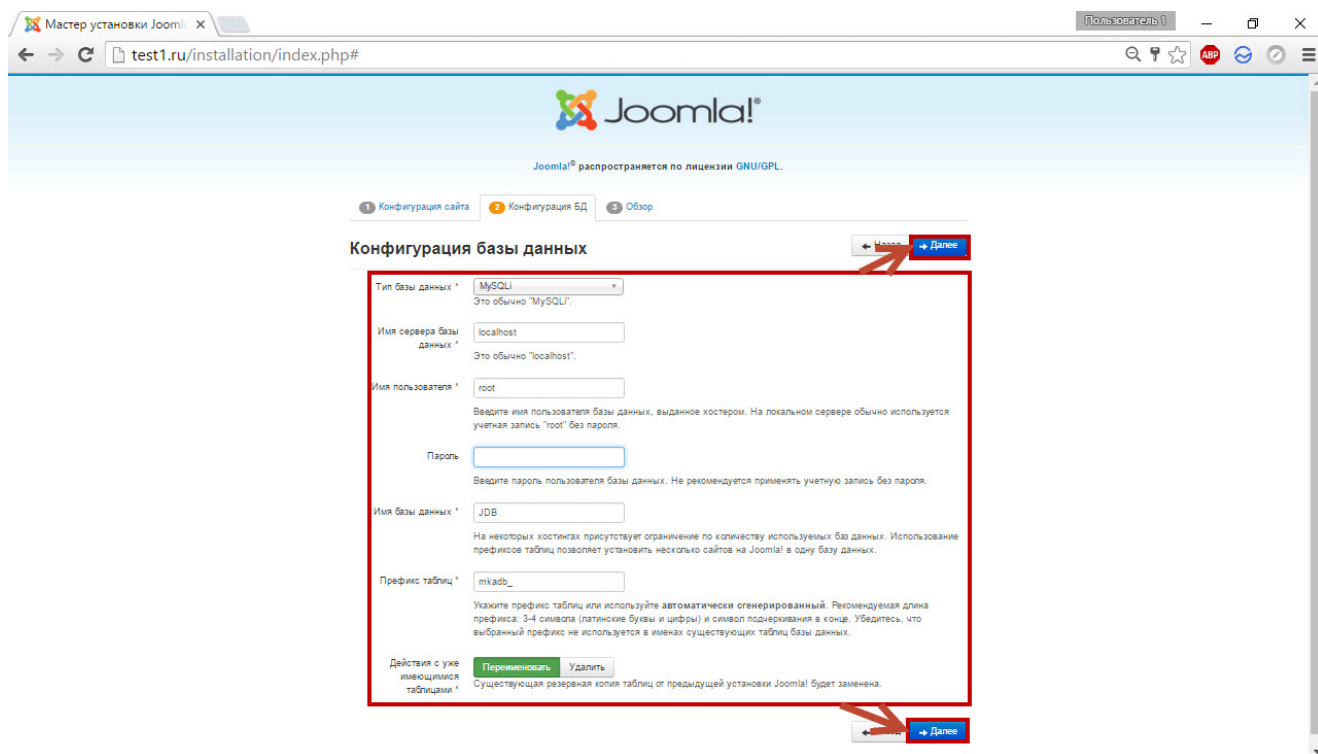 Мастер установки Jooml
Пользователь 1
test1.ru/installation/index.php#
ABP
Joomla!®
Joomla!® распространяется по лицензии GNU/GPL.
1 Конфигурация сайта
2 Конфигурация БД
3 Обзор
Конфигурация базы данных
Далее
Тип базы данных *
MySQLi
Это обычно "MySQLi".
Имя сервера базы
данных *
localhost
Это обычно "localhost".
Имя пользователя *
root
Введите имя пользователя базы данных, выданное хостером. На локальном сервере обычно используется
учетная запись "root" без пароля.
Пароль
Введите пароль пользователя базы данных. Не рекомендуется применять учетную запись без пароля.
Имя базы данных *
JDB
На некоторых хостингах присутствует ограничение по количеству используемых баз данных. Использование
префиксов таблиц позволяет установить несколько сайтов на Joomla! в одну базу данных.
Префикс таблиц *
mkadb_
Укажите префикс таблиц или используйте автоматически сгенерированный. Рекомендуемая длина
префикса: 3-4 символа (латинские буквы и цифры) и символ подчеркивания в конце. Убедитесь, что
выбранный префикс не используется в именах существующих таблиц базы данных.
Действия с уже
имеющимися
таблицами *
Переименовать
Удалить
Существующая резервная копия таблиц от предыдущей установки Joomla! будет заменена.
Далее